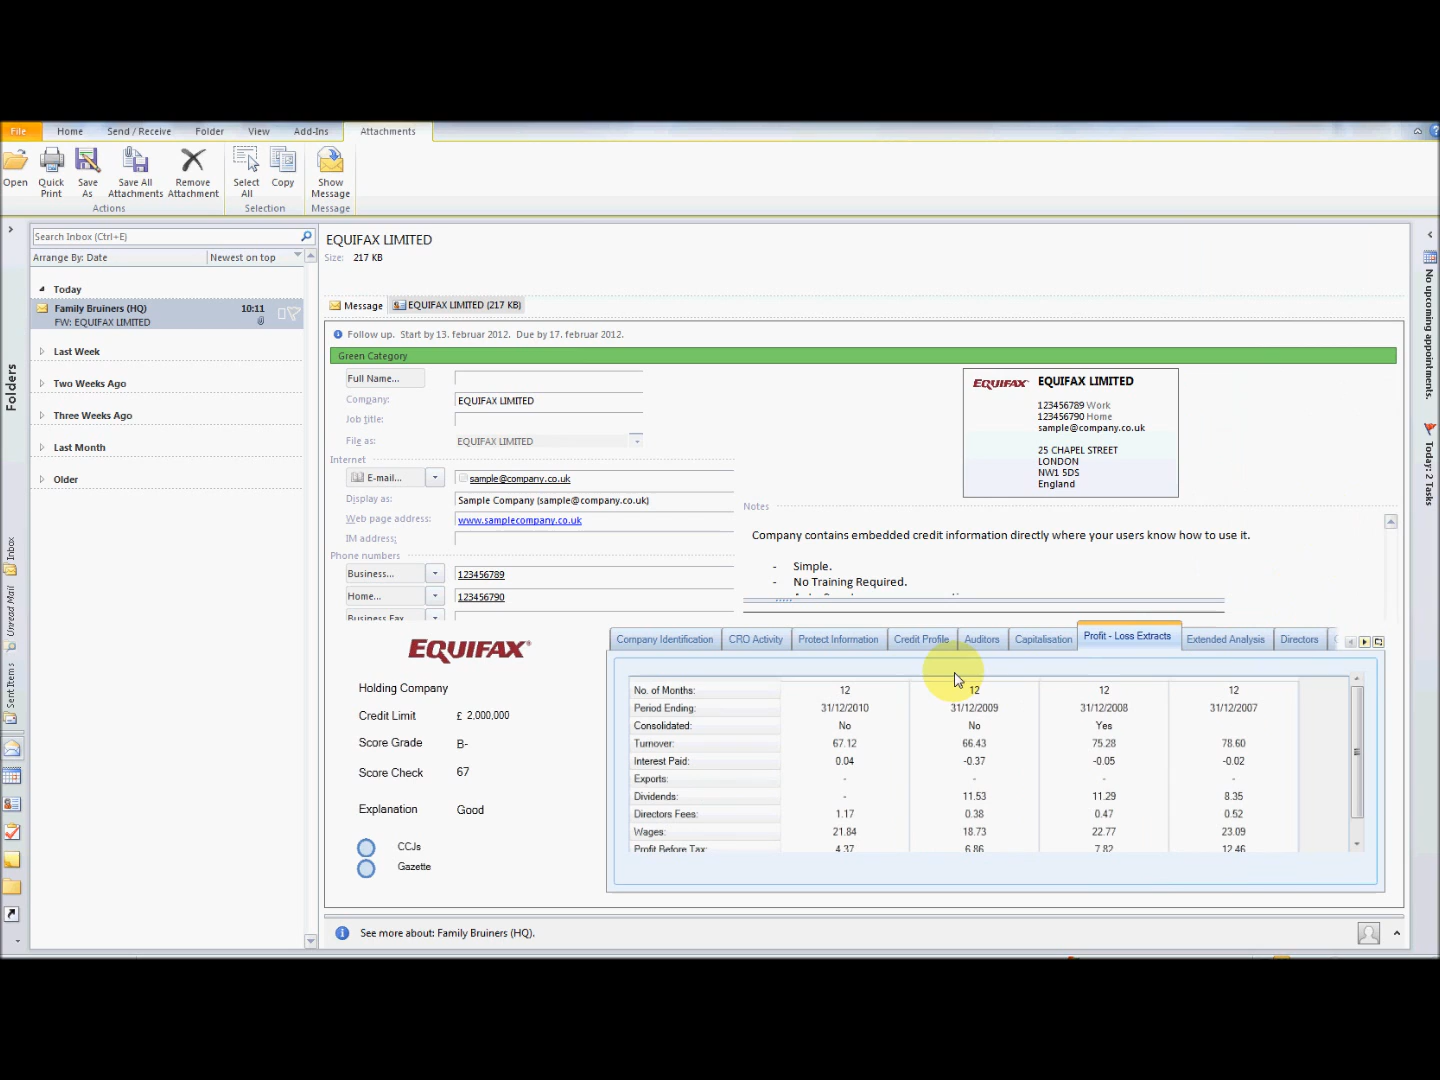 File Home Send / Receive Folder View Add-Ins Attachments
Open Quick Print Save As Save All Attachments Remove Attachment Select All Copy Show Message
Actions Selection Message
Search Inbox (Ctrl+E)
Arrange By: Date Newest on top
Today
Family Bruiners (HQ) 10:11
FW: EQUIFAX LIMITED
Last Week
Two Weeks Ago
Three Weeks Ago
Last Month
Older
Folders
Inbox
Unread Mail
Sent Items
EQUIFAX LIMITED
Size: 217 KB
Message EQUIFAX LIMITED (217 KB)
Follow up. Start by 13. februar 2012. Due by 17. februar 2012.
Green Category
Full Name...
Company: EQUIFAX LIMITED
Job title:
File as: EQUIFAX LIMITED
Internet
E-mail... sample@company.co.uk
Display as: Sample Company (sample@company.co.uk)
Web page address: www.samplecompany.co.uk
IM address:
Phone numbers
Business... 123456789
Home... 123456790
Business Fax
EQUIFAX EQUIFAX LIMITED
123456789 Work
123456790 Home
sample@company.co.uk
25 CHAPEL STREET
LONDON
NW1 5DS
England
Notes
Company contains embedded credit information directly where your users know how to use it.
- Simple.
- No Training Required.
EQUIFAX
Holding Company
Credit Limit £ 2,000,000
Score Grade B-
Score Check 67
Explanation Good
CCJs
Gazette
Company Identification CRO Activity Protect Information Credit Profile Auditors Capitalisation Profit - Loss Extracts Extended Analysis Directors
No. of Months: 12 12 12 12
Period Ending: 31/12/2010 31/12/2009 31/12/2008 31/12/2007
Consolidated: No No Yes
Turnover: 67.12 66.43 75.28 78.60
Interest Paid: 0.04 -0.37 -0.05 -0.02
Exports: - - - -
Dividends: - 11.53 11.29 8.35
Directors Fees: 1.17 0.38 0.47 0.52
Wages: 21.84 18.73 22.77 23.09
Profit Before Tax: 4.37 6.86 7.82 12.46
See more about: Family Bruiners (HQ).
No upcoming appointments.
Today: 2 Tasks